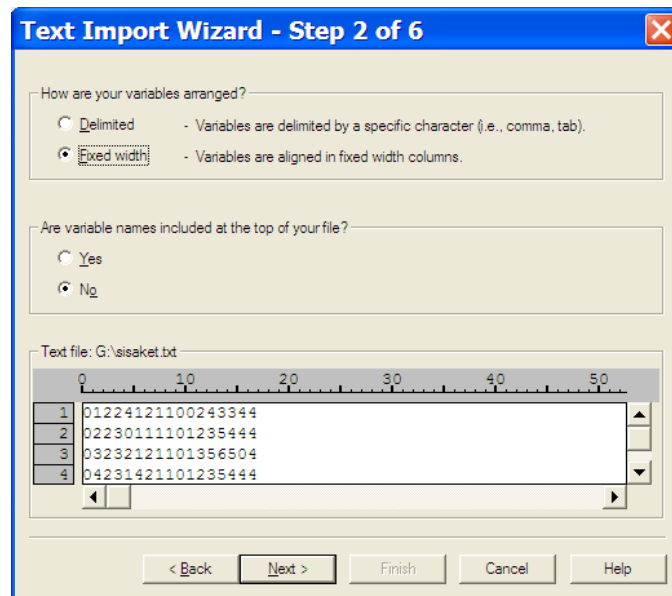 Text Import Wizard - Step 2 of 6
How are your variables arranged?
Delimited - Variables are delimited by a specific character (i.e., comma, tab).
Fixed width - Variables are aligned in fixed width columns.
Are variable names included at the top of your file?
Yes
No
Text file: G:\sisaket.txt
0 10 20 30 40 50
1 01224121100243344
2 02230111101235444
3 03232121101356504
4 04231421101235444
< Back Next > Finish Cancel Help